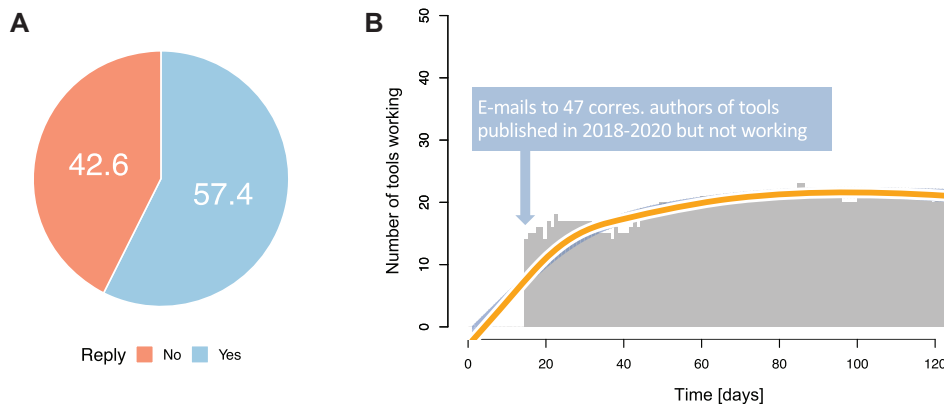 A
42.6
57.4
Reply No Yes
B
Number of tools working
50
40
30
20
10
0
E-mails to 47 corres. authors of tools
published in 2018-2020 but not working
0 20 40 60 80 100 120
Time [days]